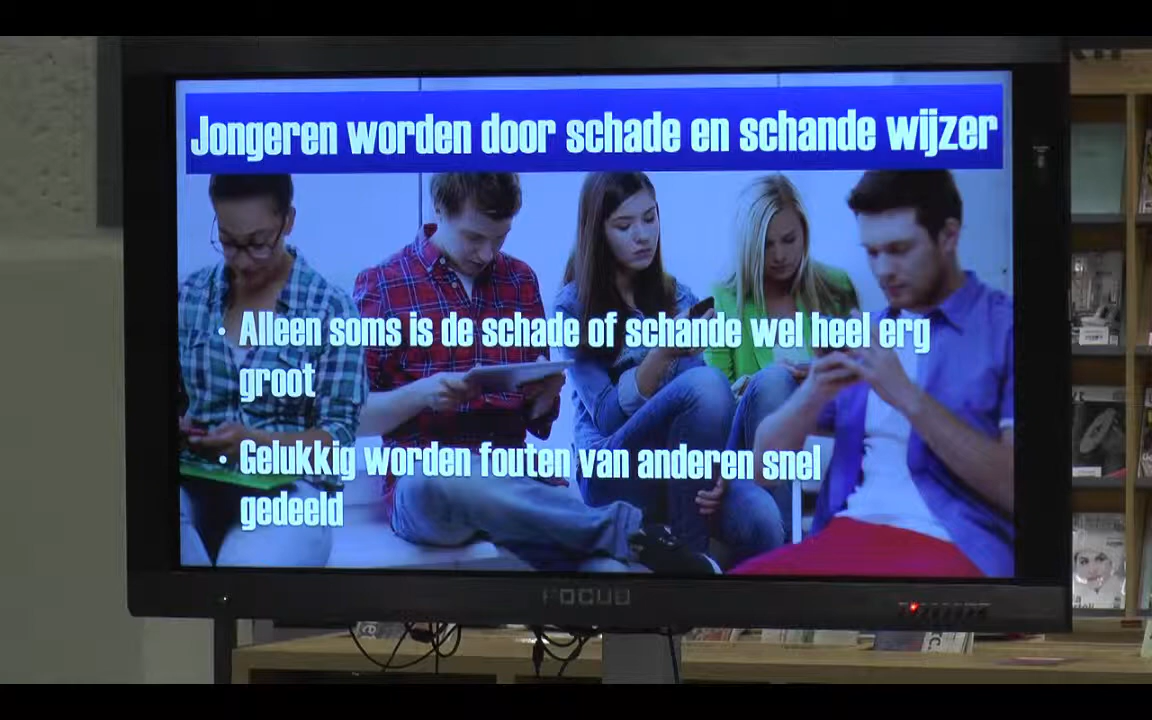 Jongeren worden door schade en schande wijzer
• Alleen soms is de schade of schande wel heel erg
groot
• Gelukkig worden fouten van anderen snel
gedeeld
FOCUS